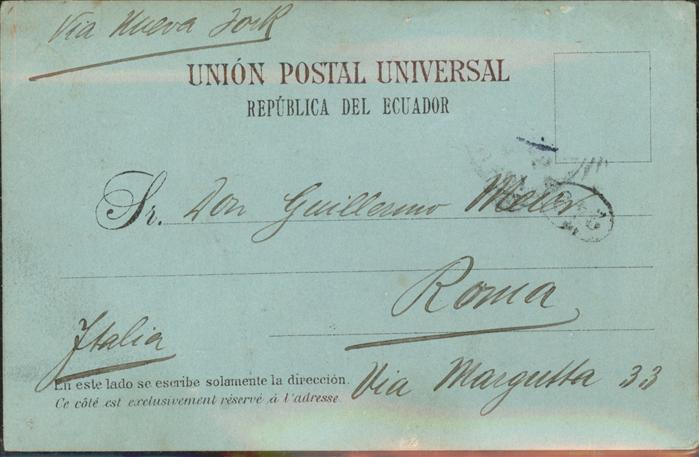 Via Nueva York
UNIÓN POSTAL UNIVERSAL
REPÚBLICA DEL ECUADOR
Sr. Don Guillermo
Roma
Italia
Via Margutta 33
En este lado se escribe solamente la dirección.
Ce côté est exclusivement réservé à l'adresse.